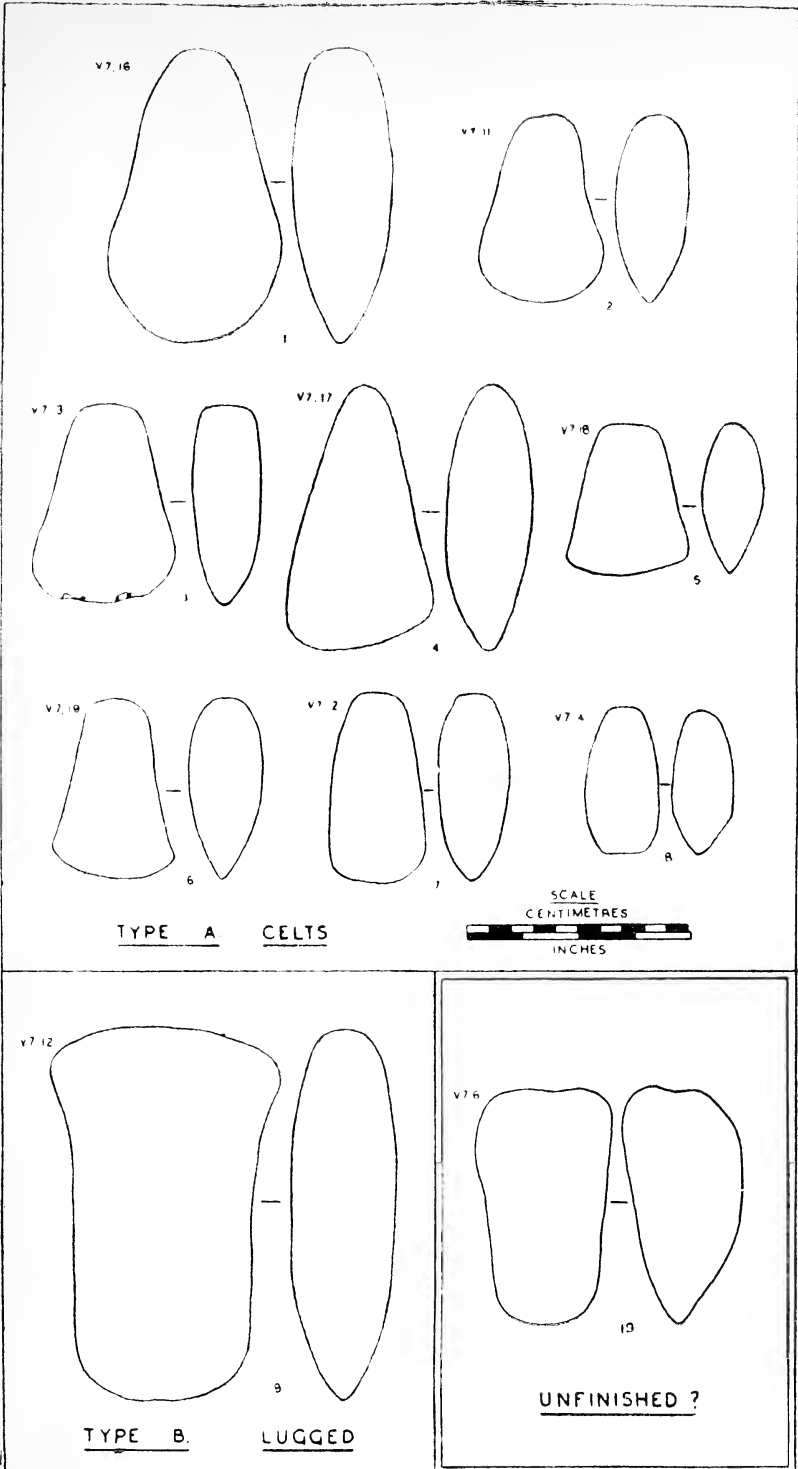 V7.16
V7.11
1
2
V7.3
V7.17
V7.18
3
4
5
V7.19
V7.2
V7.4
6
7
8
TYPE A. CELTS
SCALE
CENTIMETRES
INCHES
V7.12
V7.6
9
10
TYPE B. LUGGED
UNFINISHED ?